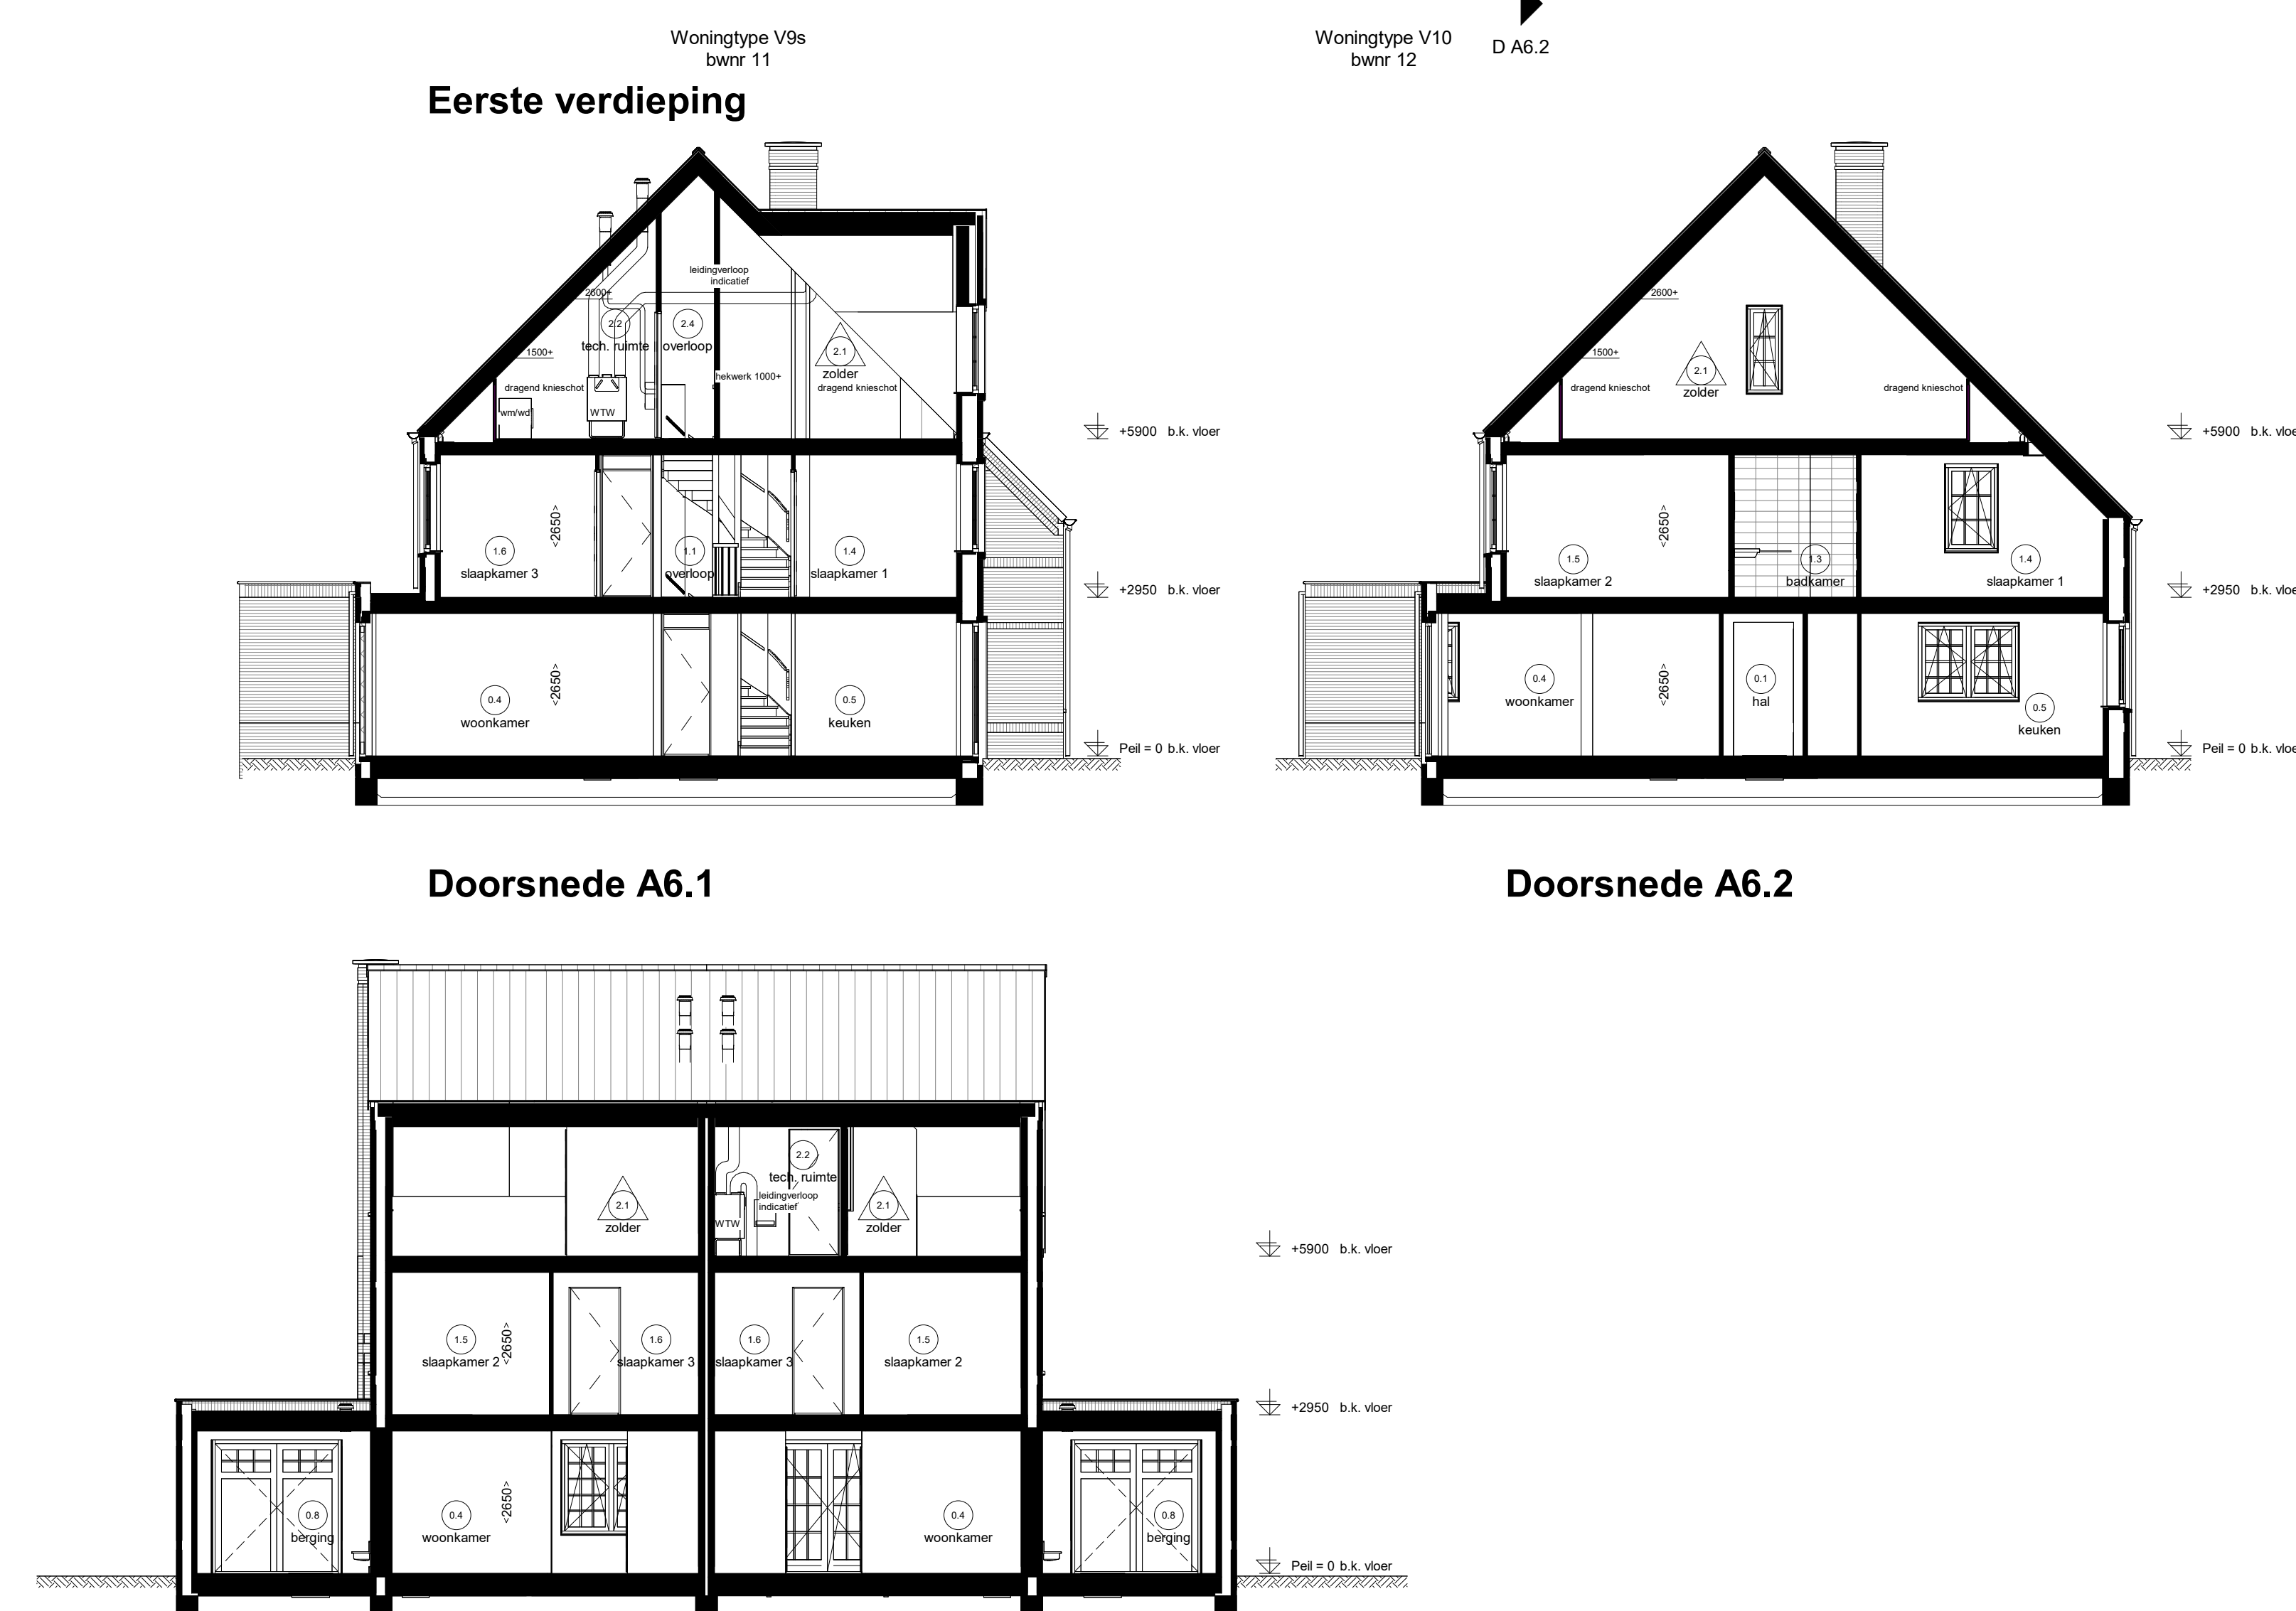 Woningtype V9s
bwnr 11
Woningtype V10
bwnr 12
D A6.2
Eerste verdieping
leidingverloop
indicatief
2600+
2.2
tech. ruimte
2.4
overloop
1500+
2.1
zolder
hekwerk 1000+
dragend knieschot
dragend knieschot
wm/wd
WTW
+5900 b.k. vloer
<2650>
1.6
slaapkamer 3
1.1
overloop
1.4
slaapkamer 1
+2950 b.k. vloer
<2650>
0.4
woonkamer
0.5
keuken
Peil = 0 b.k. vloer
2600+
1500+
2.1
zolder
dragend knieschot
dragend knieschot
+5900 b.k. vloe
<2650>
1.5
slaapkamer 2
1.3
badkamer
1.4
slaapkamer 1
+2950 b.k. vloe
0.4
woonkamer
<2650>
0.1
hal
0.5
keuken
Peil = 0 b.k. vloe
Doorsnede A6.1
Doorsnede A6.2
2.2
tech. ruimte
leidingverloop
indicatief
WTW
2.1
zolder
2.1
zolder
+5900 b.k. vloer
1.5
slaapkamer 2
<2650>
1.6
slaapkamer 3
1.6
slaapkamer 3
1.5
slaapkamer 2
+2950 b.k. vloer
0.8
berging
0.4
woonkamer
<2650>
0.4
woonkamer
0.8
berging
Peil = 0 b.k. vloer